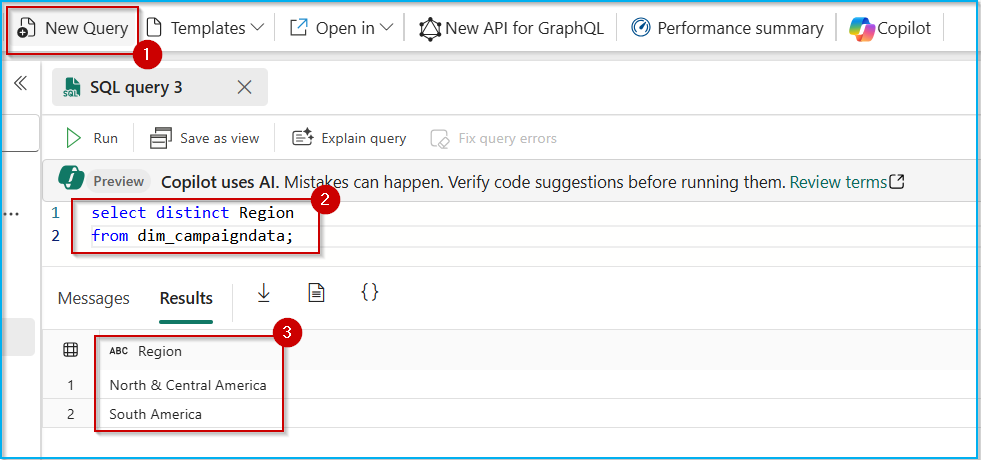 New Query Templates Open in New API for GraphQL Performance summary Copilot
1
SQL SQL query 3
Run Save as view Explain query Fix query errors
Preview Copilot uses AI. Mistakes can happen. Verify code suggestions before running them. Review terms
2
1 select distinct Region
2 from dim_campaigndata;
Messages Results {}
3
ABC Region
1 North & Central America
2 South America